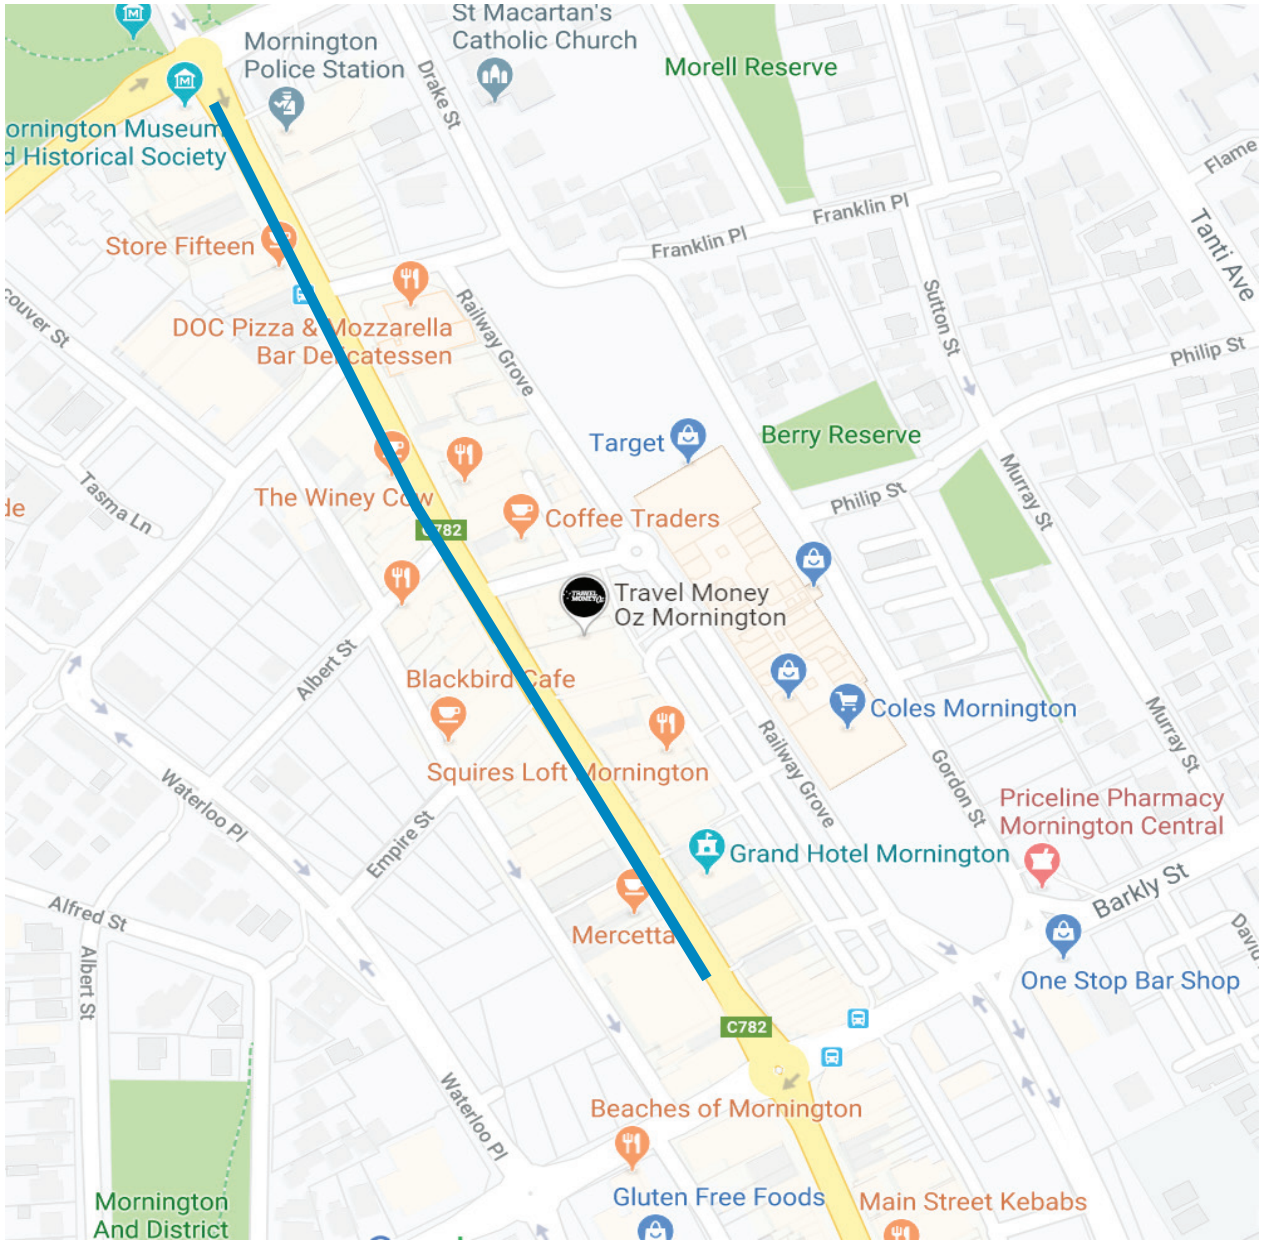 St Macartan's
Catholic Church
Mornington
Police Station
Morell Reserve
Drake St
ornington Museum
d Historical Society
Flame
Franklin Pl
Franklin Pl
Tanti Ave
Store Fifteen
couver St
Railway Grove
Sutton St
DOC Pizza & Mozzarella
Bar Delicatessen
Philip St
Target
Berry Reserve
Tasma Ln
de
The Winey Cow
Philip St
Murray St
Coffee Traders
C782
Travel Money
Oz Mornington
TRAVEL
MONEY
Albert St
Blackbird Cafe
Coles Mornington
Murray St
Squires Loft Mornington
Railway Grove
Gordon St
Waterloo Pl
Priceline Pharmacy
Mornington Central
Empire St
Grand Hotel Mornington
Barkly St
Alfred St
Mercetta
David
Albert St
One Stop Bar Shop
C782
Waterloo Pl
Beaches of Mornington
Mornington
And District
Gluten Free Foods
Main Street Kebabs